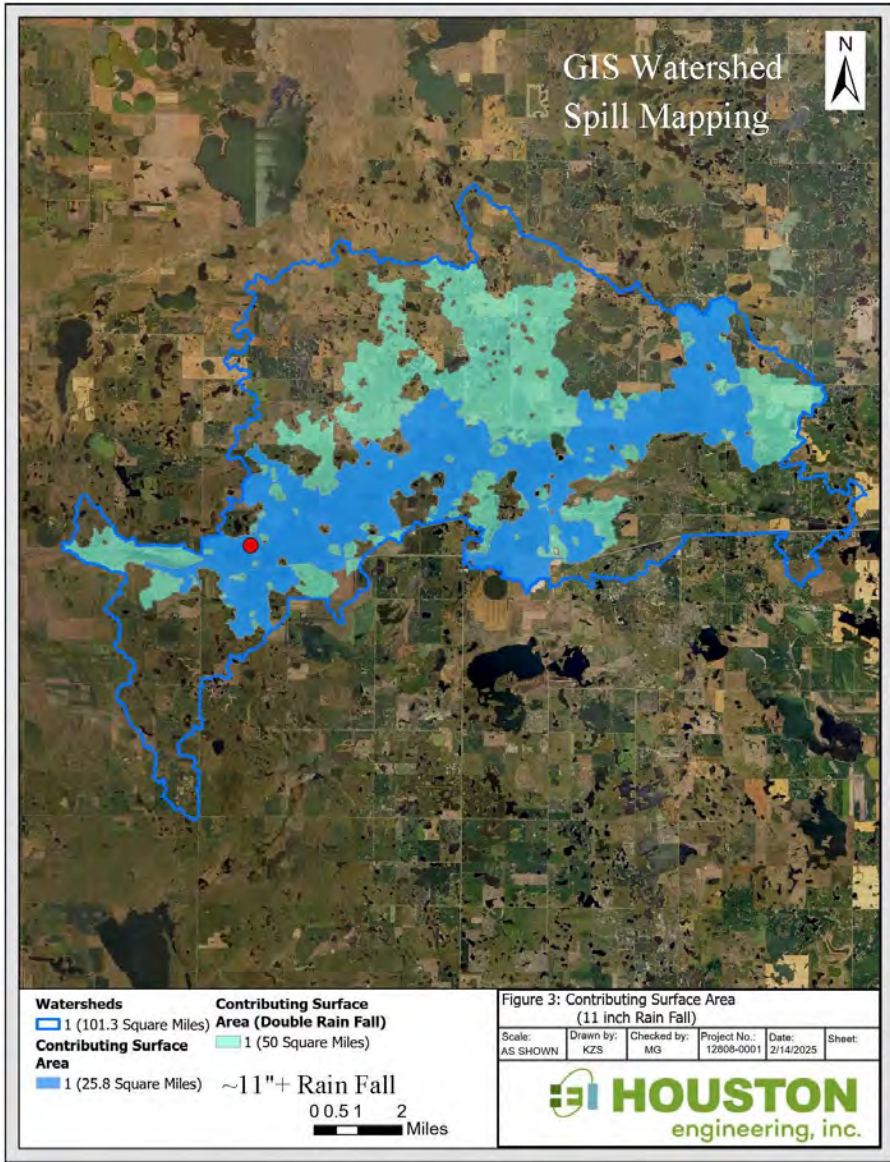 GIS Watershed
Spill Mapping
N
Watersheds
1 (101.3 Square Miles)
Contributing Surface
Area
1 (25.8 Square Miles)
Contributing Surface
Area (Double Rain Fall)
1 (50 Square Miles)
~11"+ Rain Fall
0 0.5 1 2
Miles
Figure 3: Contributing Surface Area
(11 inch Rain Fall)
Scale:
AS SHOWN
Drawn by:
KZS
Checked by:
MG
Project No.:
12808-0001
Date:
2/14/2025
Sheet:
HOUSTON
engineering, inc.